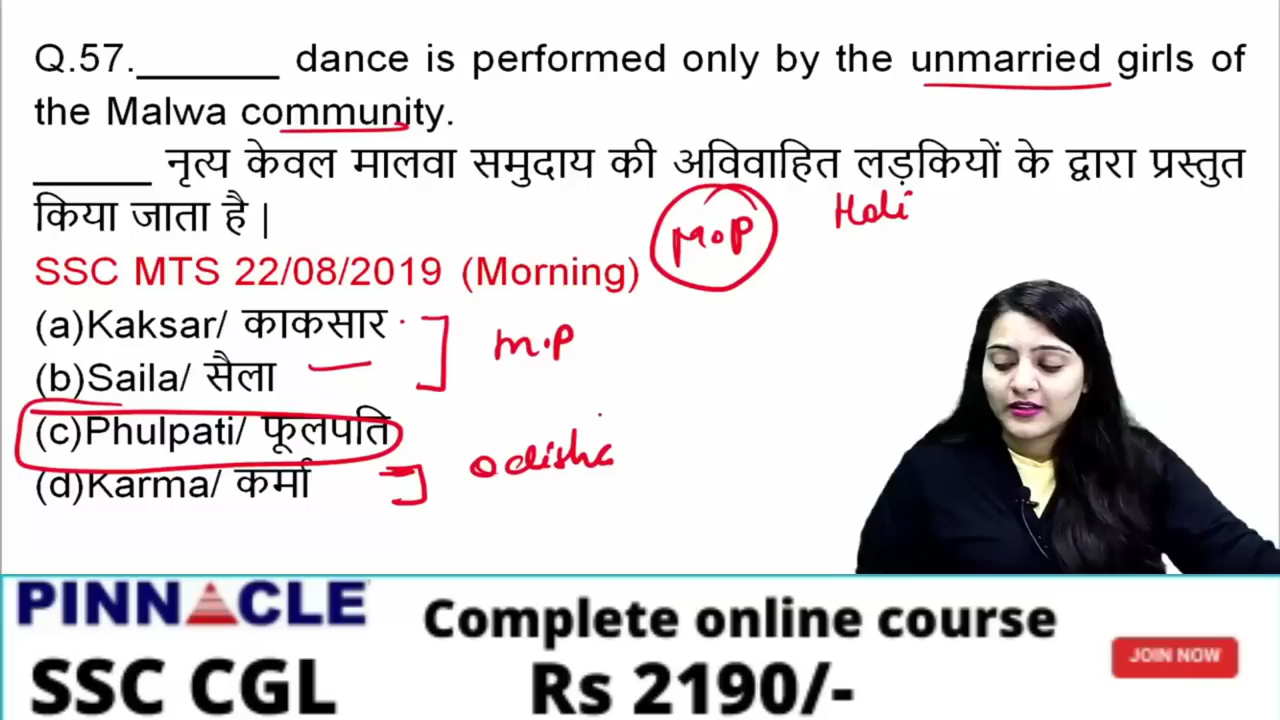 Q.57.______ dance is performed only by the unmarried girls of
the Malwa community.
______ नृत्य केवल मालवा समुदाय की अविवाहित लड़कियों के द्वारा प्रस्तुत
किया जाता है |
M.P Holi
SSC MTS 22/08/2019 (Morning)
(a)Kaksar/ काकसार
m.p
(b)Saila/ सैला
(c)Phulpati/ फूलपति
Odisha
(d)Karma/ कर्मा
PINNACLE
SSC CGL
Complete online course
Rs 2190/-
JOIN NOW